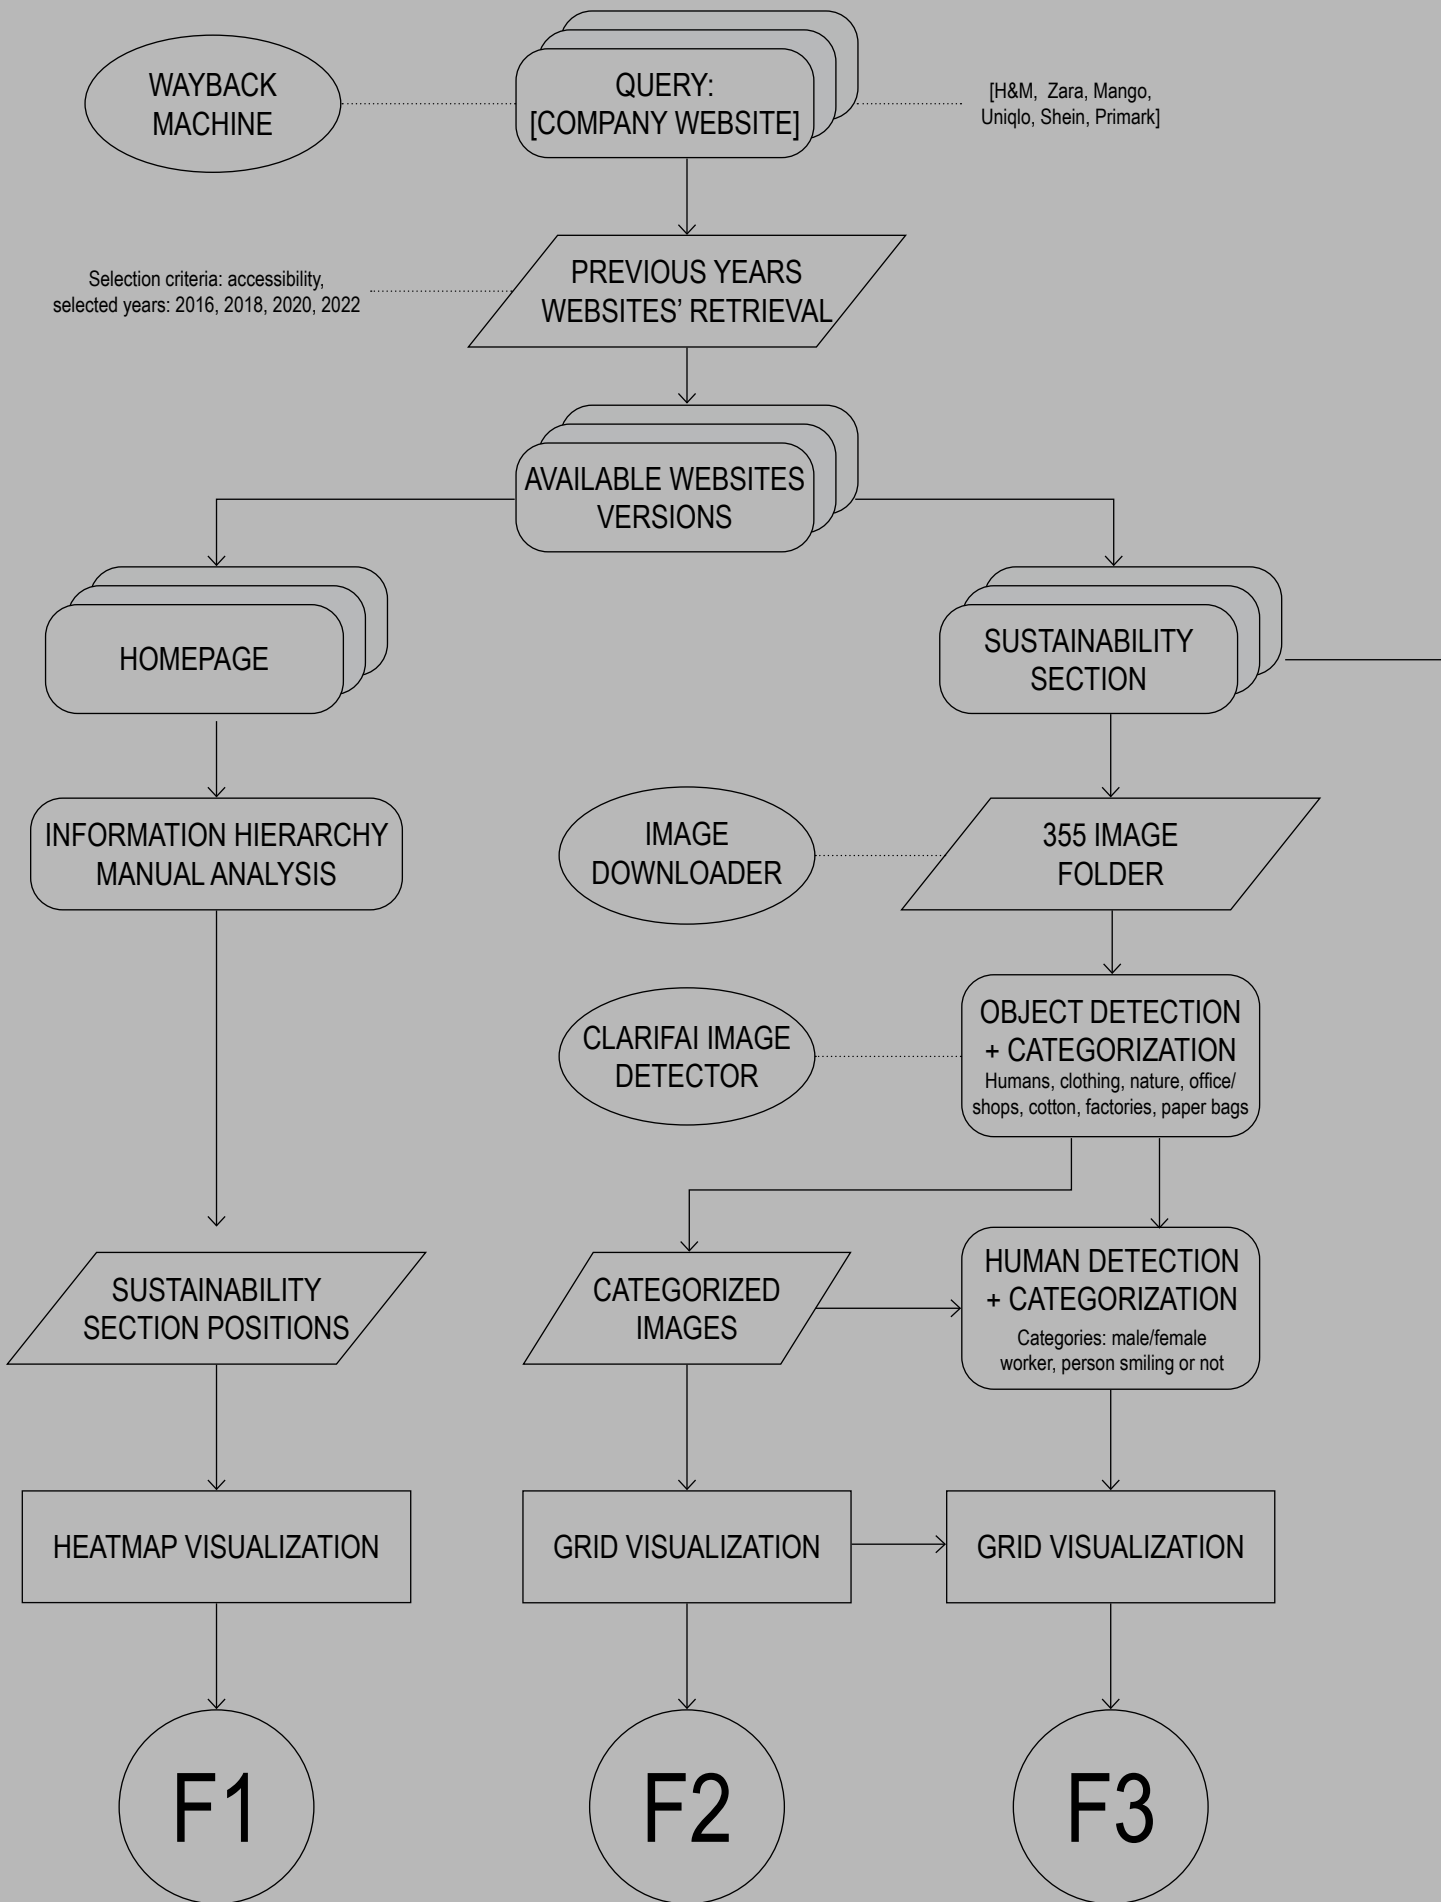 WAYBACK
MACHINE
QUERY:
[COMPANY WEBSITE]
[H&M, Zara, Mango,
Uniqlo, Shein, Primark]
Selection criteria: accessibility,
selected years: 2016, 2018, 2020, 2022
PREVIOUS YEARS
WEBSITES’ RETRIEVAL
AVAILABLE WEBSITES
VERSIONS
HOMEPAGE
SUSTAINABILITY
SECTION
INFORMATION HIERARCHY
MANUAL ANALYSIS
IMAGE
DOWNLOADER
355 IMAGE
FOLDER
CLARIFAI IMAGE
DETECTOR
OBJECT DETECTION
+ CATEGORIZATION
Humans, clothing, nature, office/
shops, cotton, factories, paper bags
SUSTAINABILITY
SECTION POSITIONS
CATEGORIZED
IMAGES
HUMAN DETECTION
+ CATEGORIZATION
Categories: male/female
worker, person smiling or not
HEATMAP VISUALIZATION
GRID VISUALIZATION
GRID VISUALIZATION
F1
F2
F3